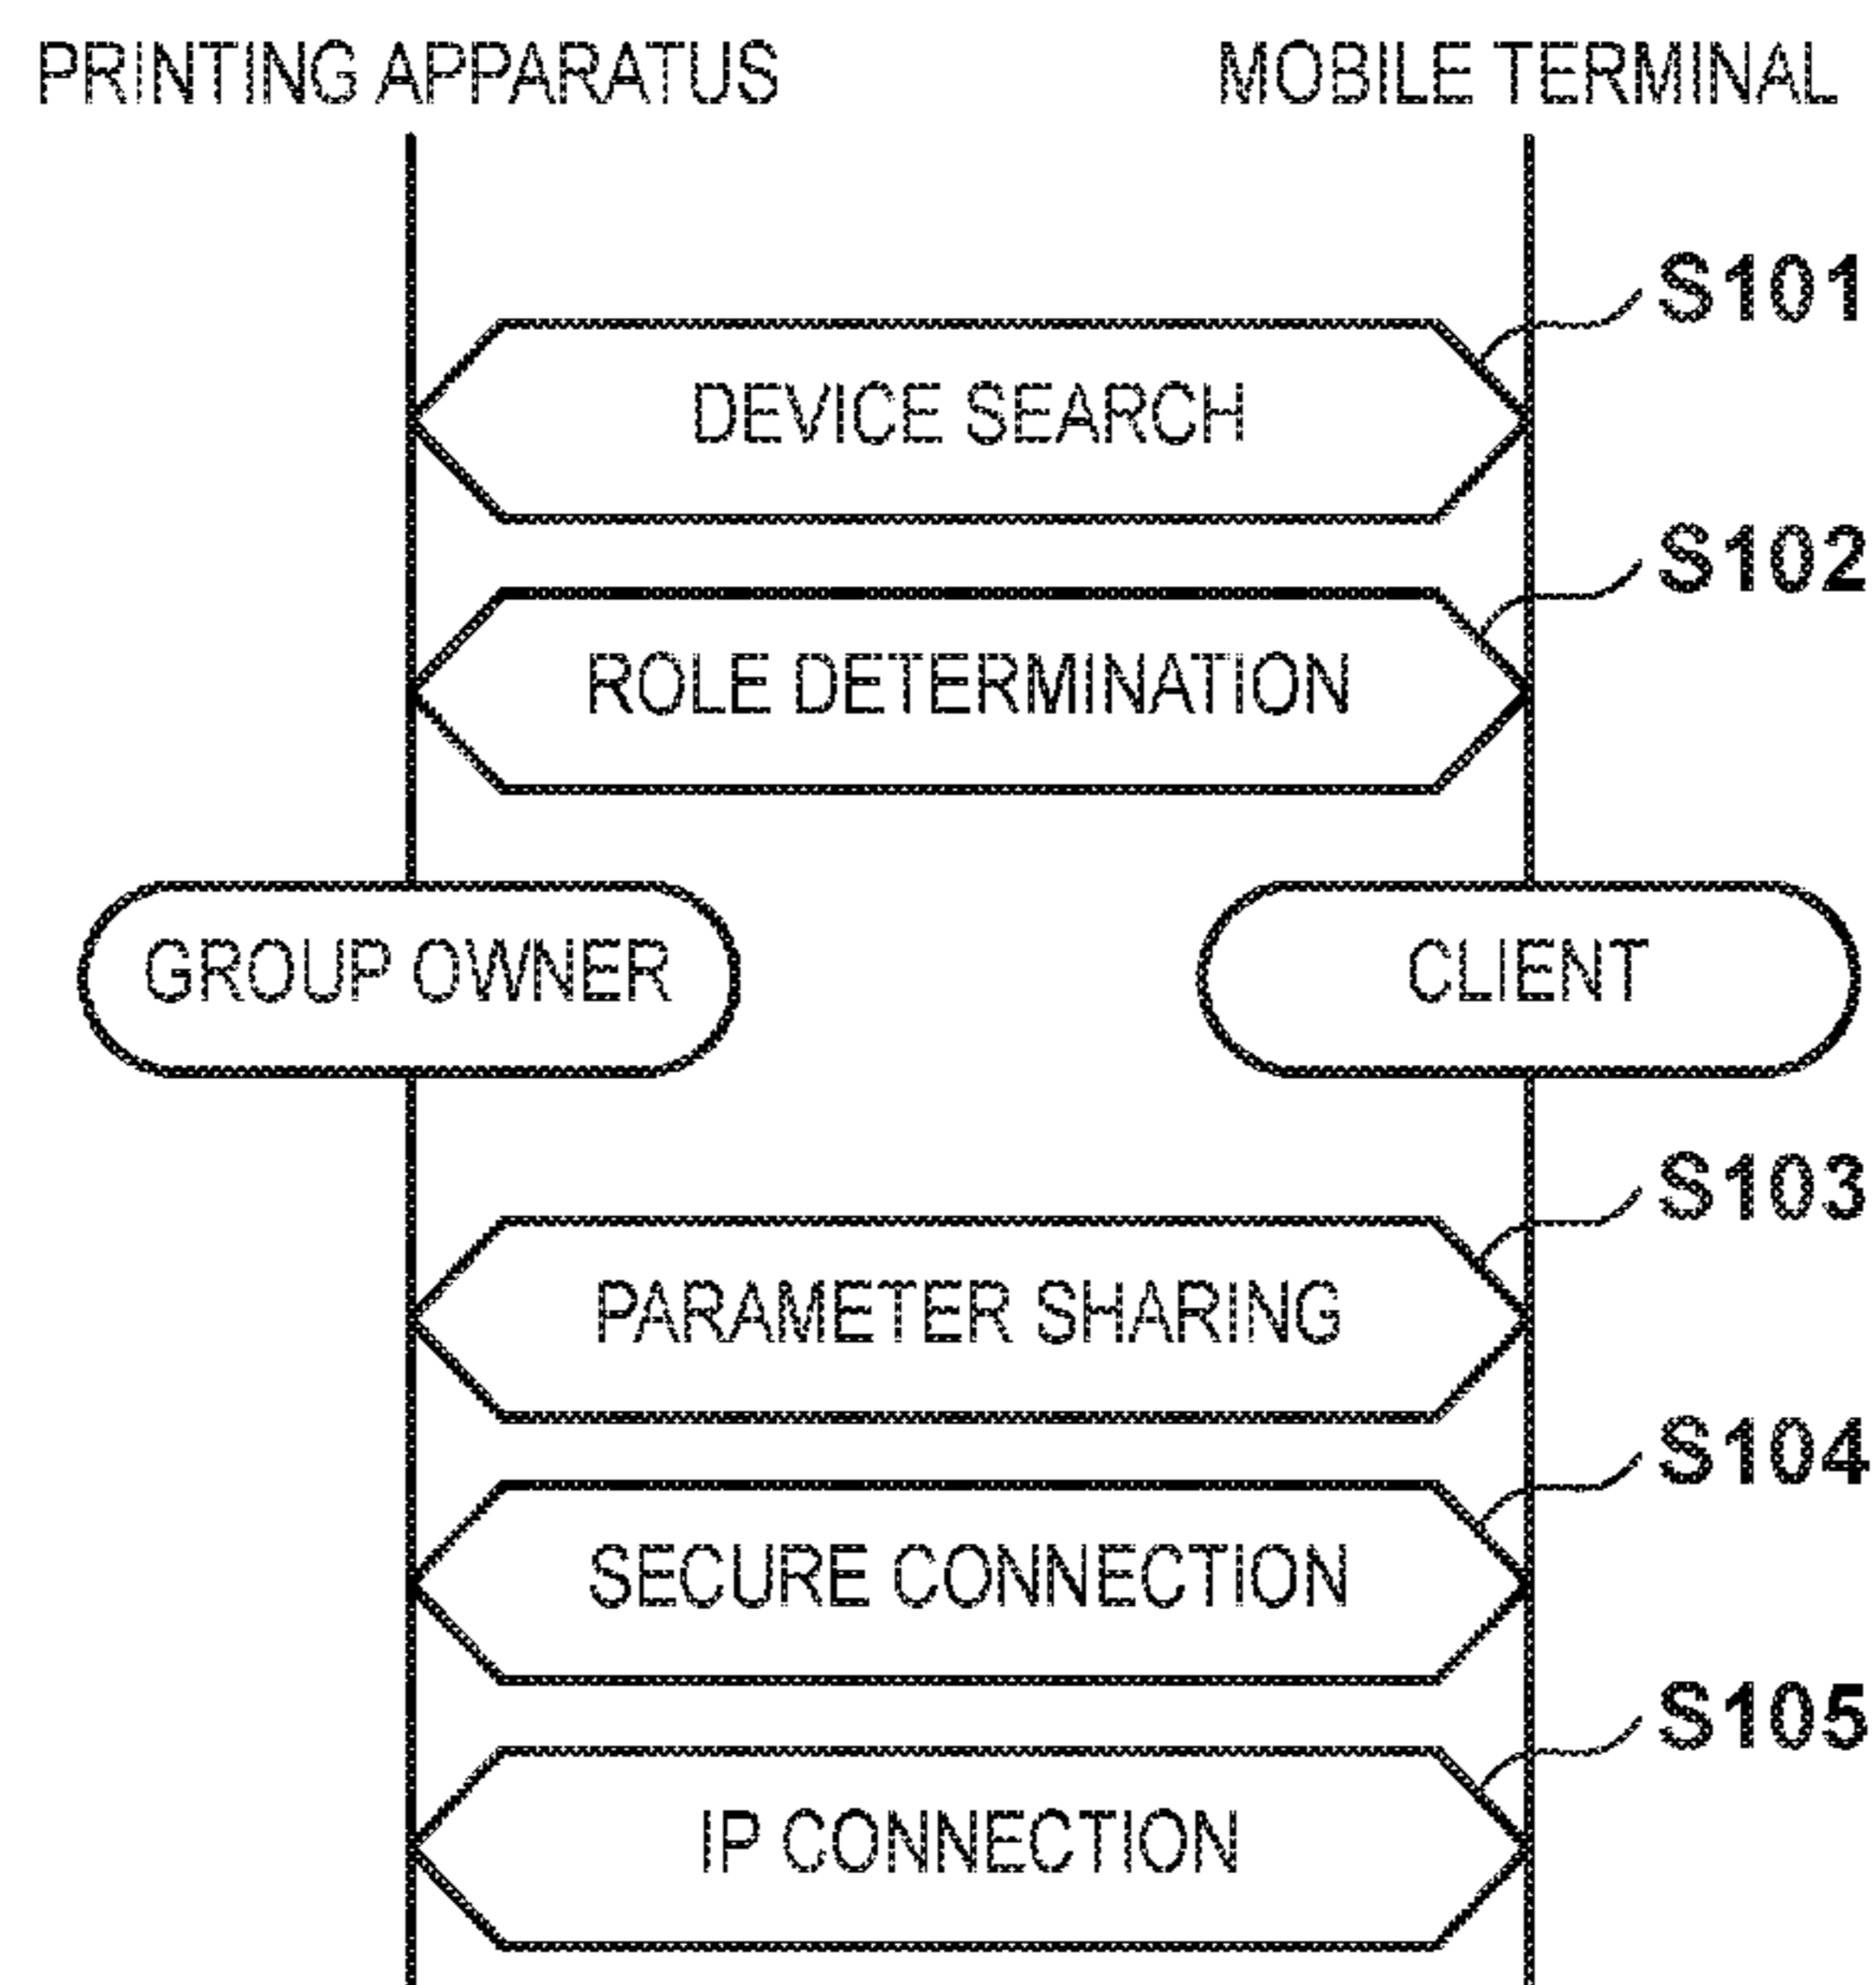 PRINTING APPARATUS
MOBILE TERMINAL
S101
DEVICE SEARCH
S102
ROLE DETERMINATION
GROUP OWNER
CLIENT
S103
PARAMETER SHARING
S104
SECURE CONNECTION
S105
IP CONNECTION